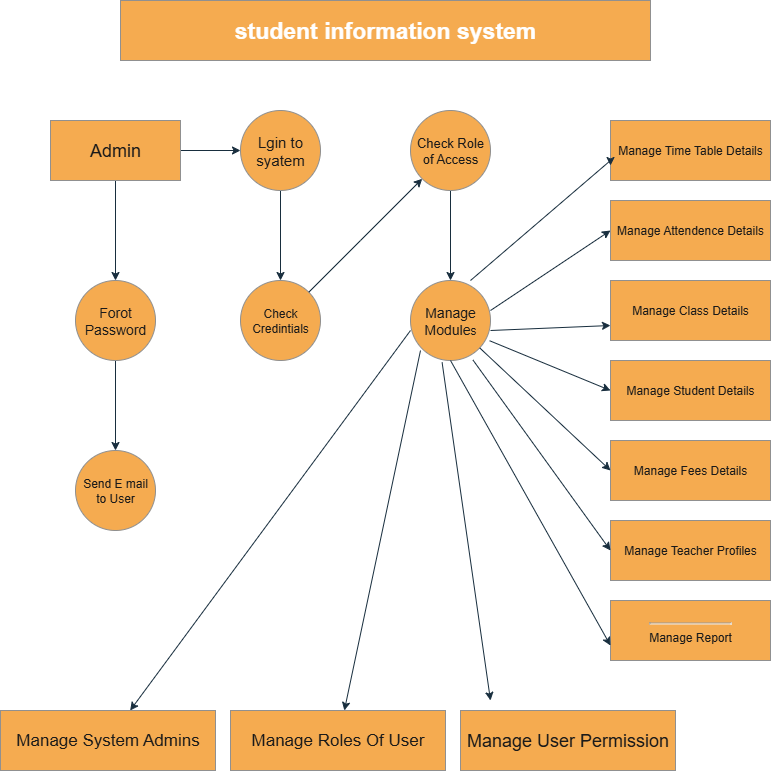 student information system
Admin
Lgin to
syatem
Check Role
of Access
Manage Time Table Details
Manage Attendence Details
Forot
Password
Check
Credintials
Manage
Modules
Manage Class Details
Manage Student Details
Manage Fees Details
Send E mail
to User
Manage Teacher Profiles
Manage Report
Manage System Admins
Manage Roles Of User
Manage User Permission